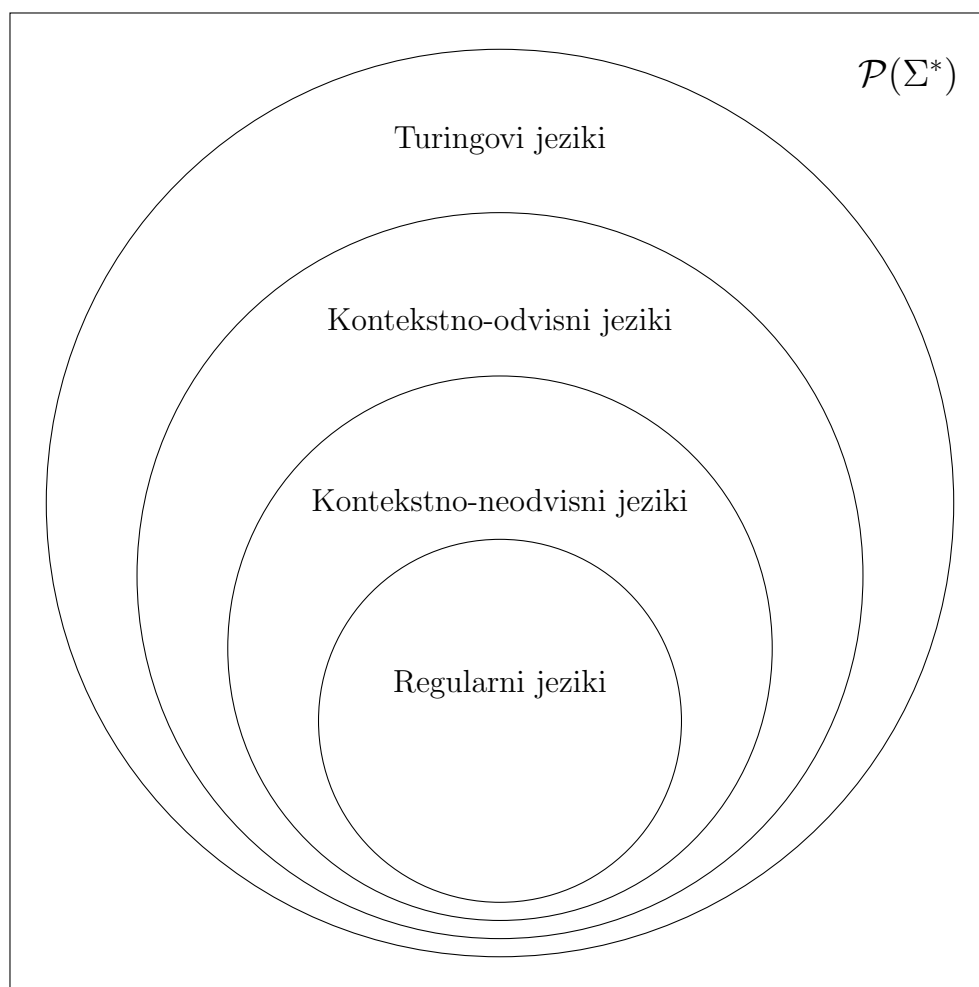 𝒫(Σ*)
Turingovi jeziki
Kontekstno-odvisni jeziki
Kontekstno-neodvisni jeziki
Regularni jeziki